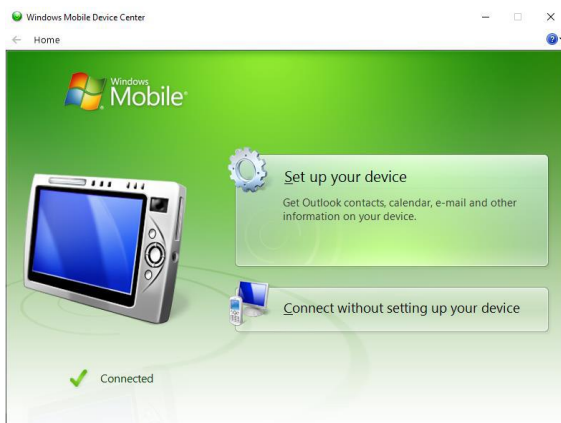 Windows Mobile Device Center
Home
Windows
Mobile®
Set up your device
Get Outlook contacts, calendar, e-mail and other
information on your device.
Connect without setting up your device
Connected